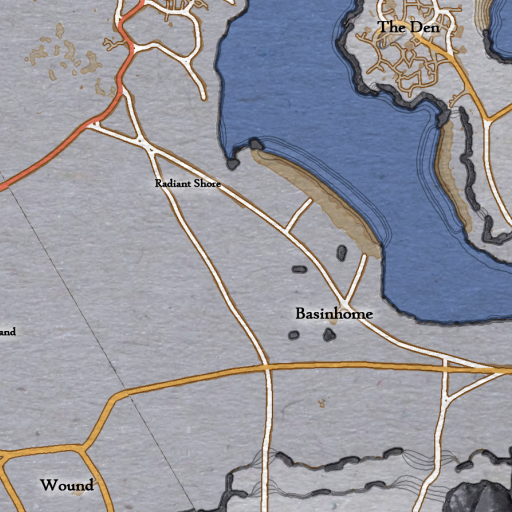 The Den
Radiant Shore
and
Basinhome
Wound